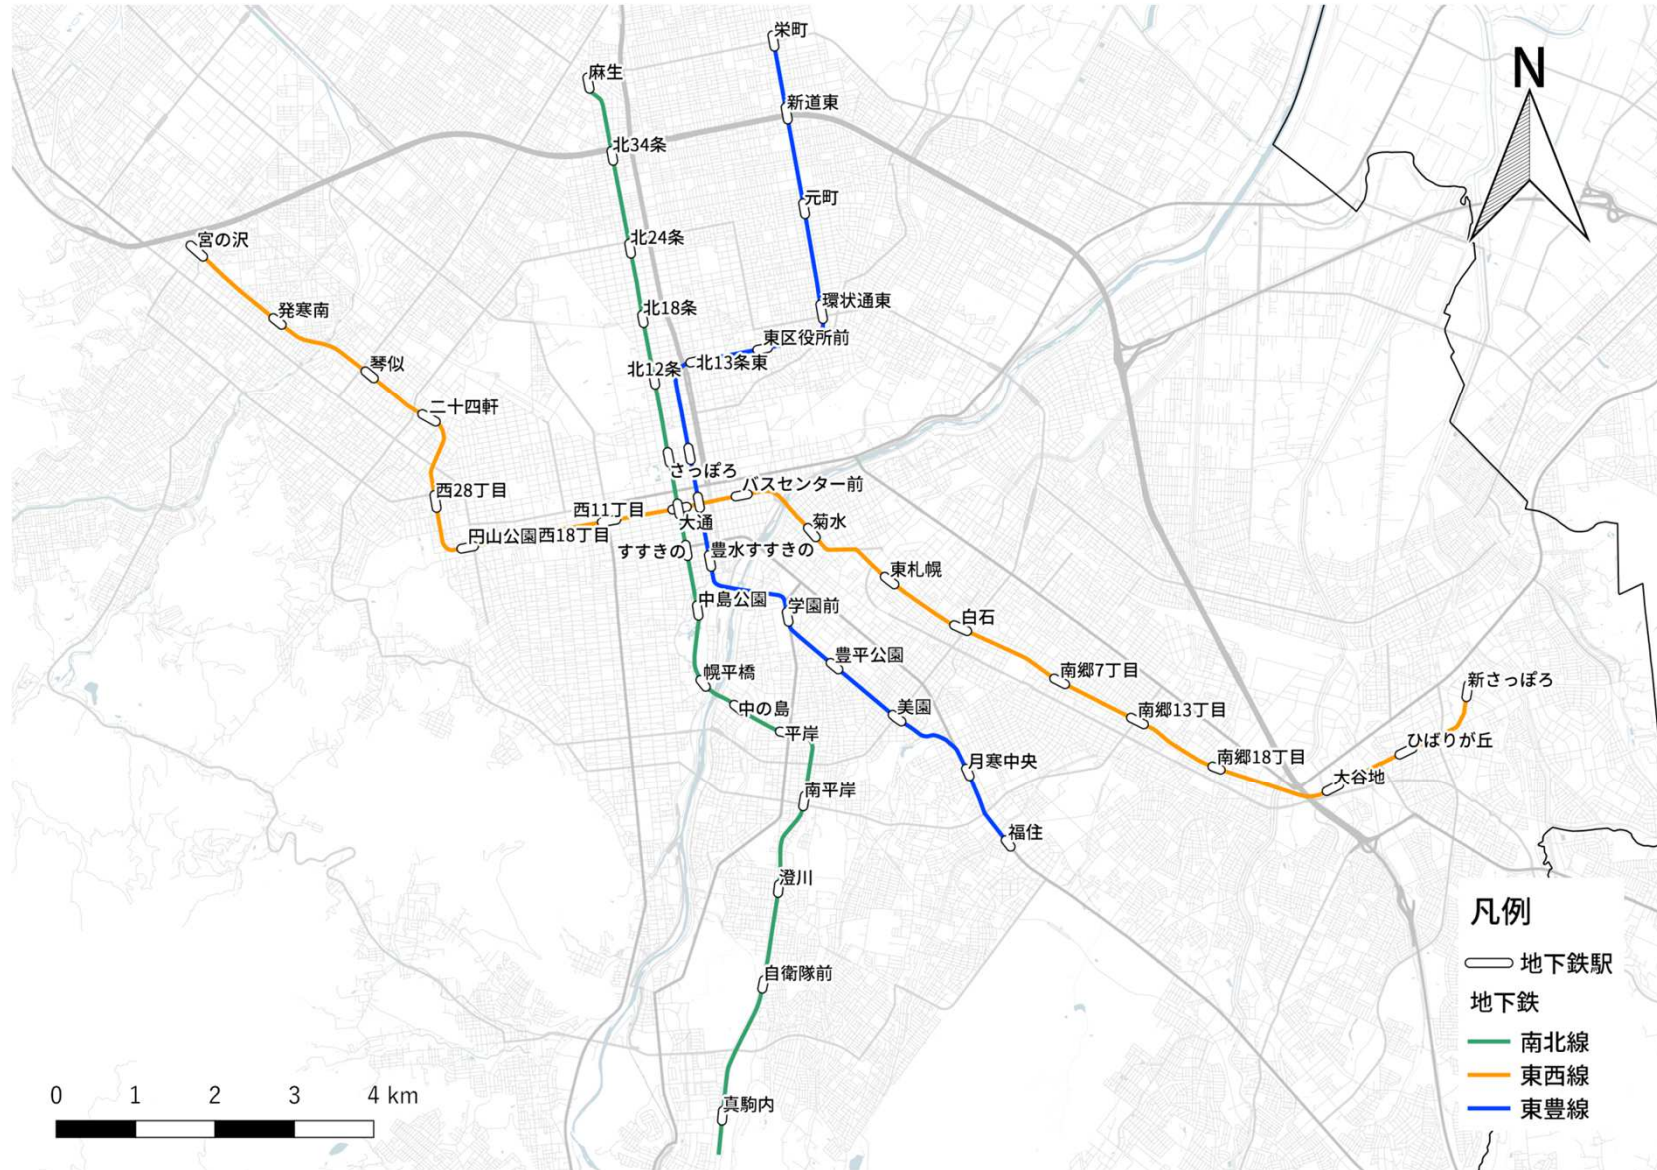 栄町
麻生
N
新道東
北34条
元町
宮の沢
北24条
発寒南
北18条
環状通東
東区役所前
琴似
北12条
北13条東
二十四軒
さっぽろ
西28丁目
バスセンター前
西11丁目
大通
菊水
円山公園
西18丁目
すすきの
豊水すすきの
東札幌
中島公園
学園前
白石
豊平公園
幌平橋
南郷7丁目
新さっぽろ
中の島
美園
南郷13丁目
平岸
ひばりが丘
月寒中央
南郷18丁目
大谷地
南平岸
福住
澄川
自衛隊前
真駒内
凡例
地下鉄駅
地下鉄
南北線
東西線
東豊線
0 1 2 3 4 km